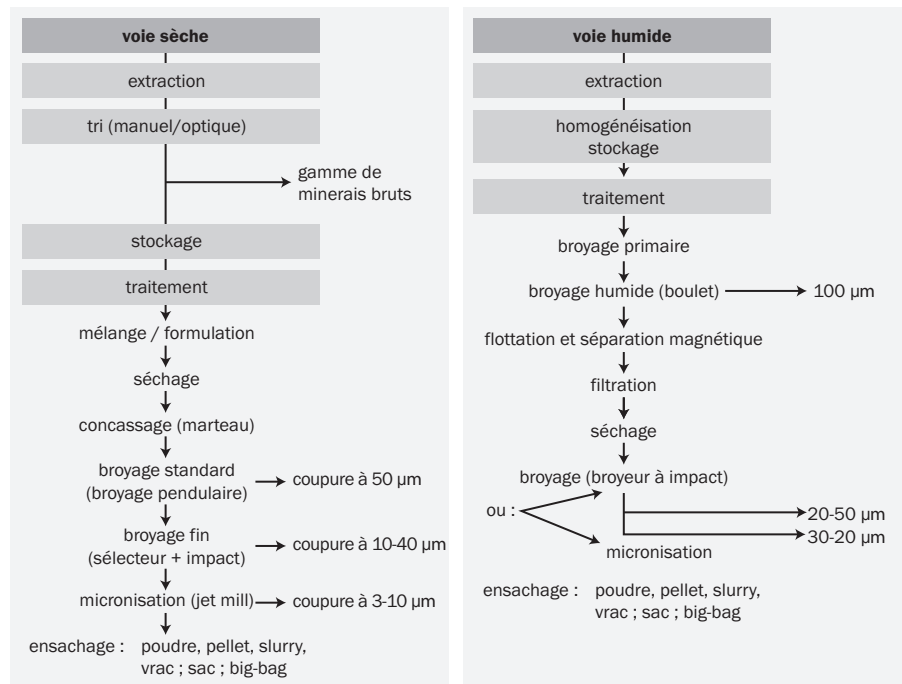 voie sèche
extraction
tri (manuel/optique)
gamme de
minerais bruts
stockage
traitement
mélange / formulation
séchage
concassage (marteau)
broyage standard
(broyage pendulaire)
coupure à 50 µm
broyage fin
(sélecteur + impact)
coupure à 10-40 µm
micronisation (jet mill)
coupure à 3-10 µm
ensachage : poudre, pellet, slurry,
vrac ; sac ; big-bag
voie humide
extraction
homogénéisation
stockage
traitement
broyage primaire
broyage humide (boulet)
100 µm
flottation et séparation magnétique
filtration
séchage
broyage (broyeur à impact)
ou :
20-50 µm
30-20 µm
micronisation
ensachage : poudre, pellet, slurry,
vrac ; sac ; big-bag